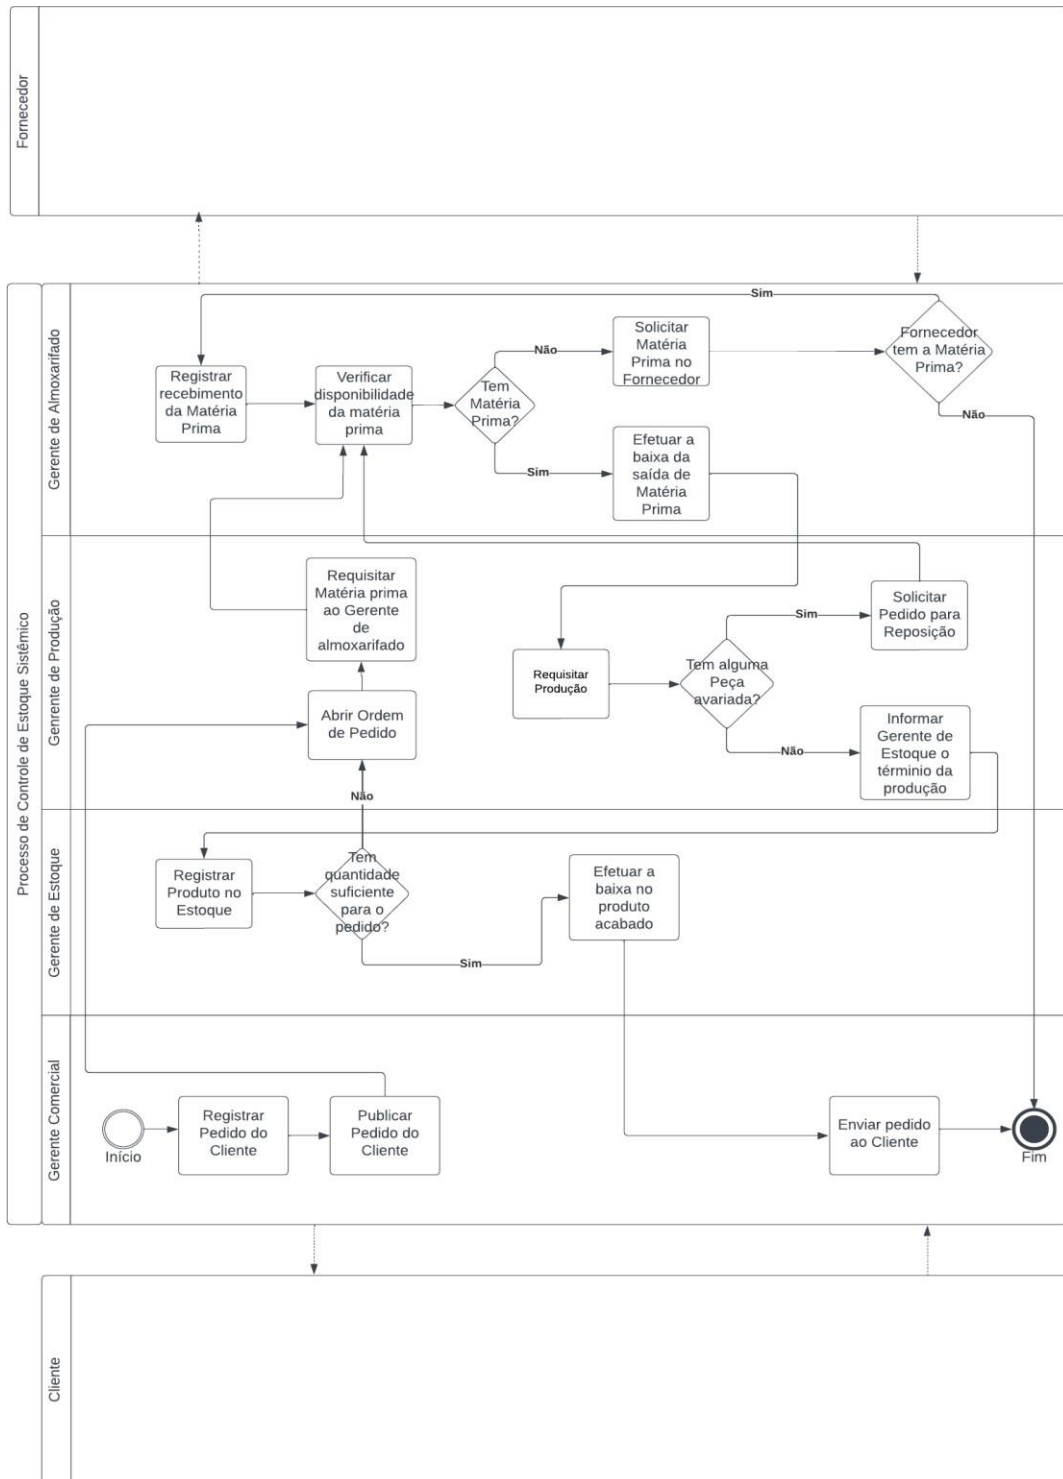 Fornecedor
Processo de Controle de Estoque Sistêmico
Gerente de Almoxarifado
Sim
Registrar
recebimento
da Matéria
Prima
Verificar
disponibilidade
da matéria
prima
Tem
Matéria
Prima?
Não
Solicitar
Matéria
Prima no
Fornecedor
Fornecedor
tem a Matéria
Prima?
Não
Sim
Efetuar a
baixa da
saída de
Matéria
Prima
Genrente de Produção
Requisitar
Matéria prima
ao Gerente
de
almoxarifado
Abrir Ordem
de Pedido
Não
Requisitar
Produção
Tem alguma
Peça
avariada?
Sim
Solicitar
Pedido para
Reposição
Não
Informar
Gerente de
Estoque o
términio da
produção
Gerente de Estoque
Registrar
Produto no
Estoque
Tem
quantidade
suficiente
para o
pedido?
Sim
Efetuar a
baixa no
produto
acabado
Gerente Comercial
Início
Registrar
Pedido do
Cliente
Publicar
Pedido do
Cliente
Enviar pedido
ao Cliente
Fim
Cliente